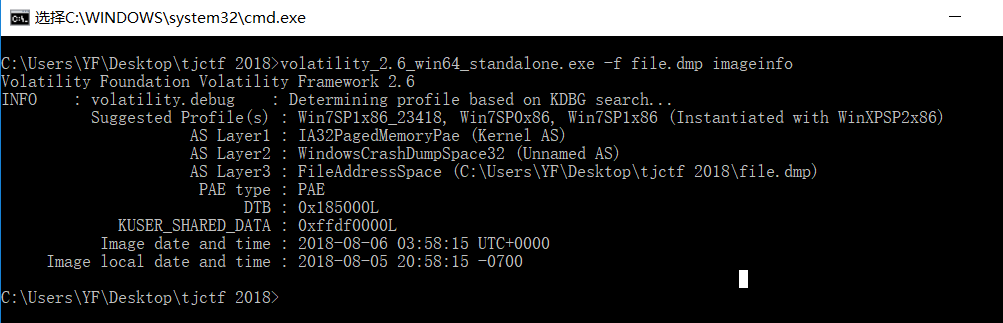 选择C:\WINDOWS\system32\cmd.exe
C:\Users\YF\Desktop\tjctf 2018>volatility_2.6_win64_standalone.exe -f file.dmp imageinfo
Volatility Foundation Volatility Framework 2.6
INFO    : volatility.debug    : Determining profile based on KDBG search...
Suggested Profile(s) : Win7SP1x86_23418, Win7SP0x86, Win7SP1x86 (Instantiated with WinXPSP2x86)
AS Layer1 : IA32PagedMemoryPae (Kernel AS)
AS Layer2 : WindowsCrashDumpSpace32 (Unnamed AS)
AS Layer3 : FileAddressSpace (C:\Users\YF\Desktop\tjctf 2018\file.dmp)
PAE type : PAE
DTB : 0x185000L
KUSER_SHARED_DATA : 0xffdf0000L
Image date and time : 2018-08-06 03:58:15 UTC+0000
Image local date and time : 2018-08-05 20:58:15 -0700
C:\Users\YF\Desktop\tjctf 2018>